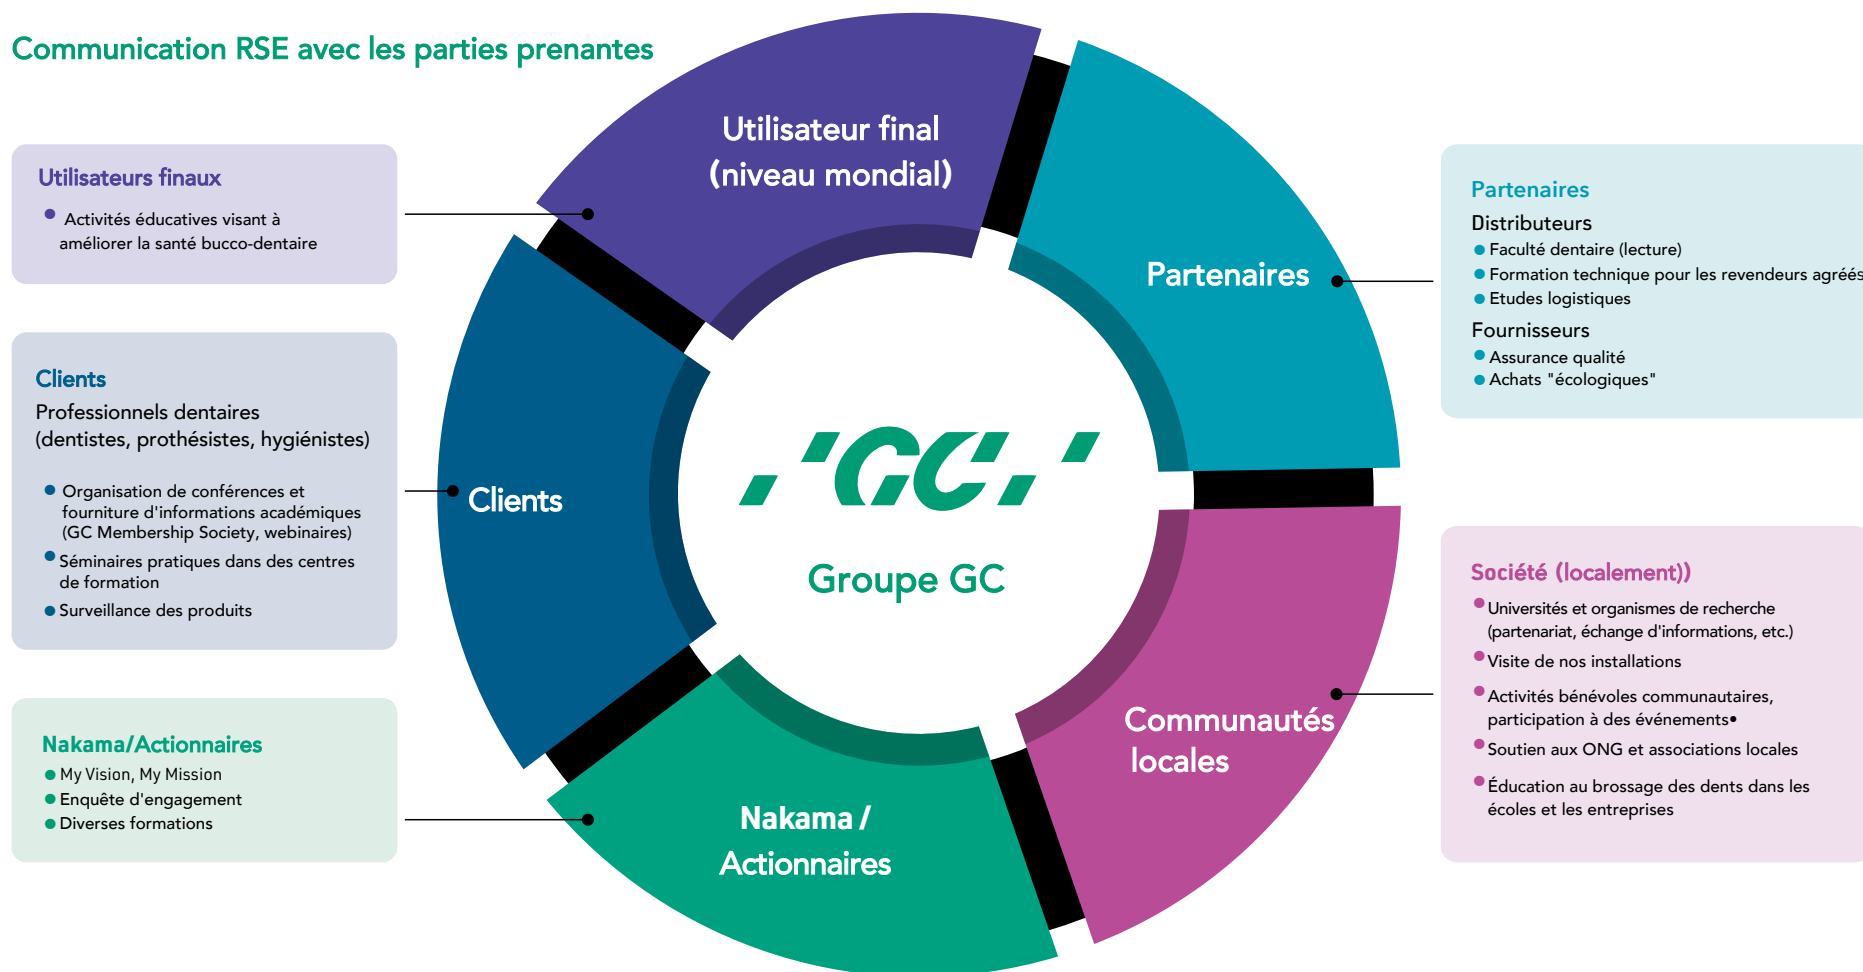 Communication RSE avec les parties prenantes
Utilisateurs finaux
• Activités éducatives visant à
améliorer la santé bucco-dentaire
Clients
Professionnels dentaires
(dentistes, prothésistes, hygiénistes)
• Organisation de conférences et
fourniture d'informations académiques
(GC Membership Society, webinaires)
• Séminaires pratiques dans des centres
de formation
• Surveillance des produits
Nakama/Actionnaires
• My Vision, My Mission
• Enquête d'engagement
• Diverses formations
Utilisateur final
(niveau mondial)
Partenaires
Clients
GC
Groupe GC
Communautés
locales
Nakama /
Actionnaires
Partenaires
Distributeurs
• Faculté dentaire (lecture)
• Formation technique pour les revendeurs agréés
• Etudes logistiques
Fournisseurs
• Assurance qualité
• Achats "écologiques"
Société (localement))
• Universités et organismes de recherche
(partenariat, échange d'informations, etc.)
• Visite de nos installations
• Activités bénévoles communautaires,
participation à des événements•
• Soutien aux ONG et associations locales
• Éducation au brossage des dents dans les
écoles et les entreprises